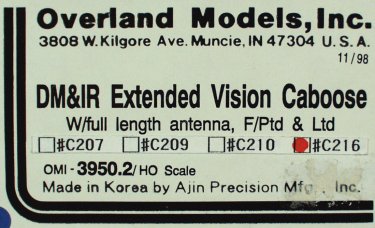 Overland Models, Inc.
3808 W. Kilgore Ave. Muncie, IN 47304 U.S.A.
11/98
DM&IR Extended Vision Caboose
W/full length antenna, F/Ptd & Ltd
#C207 #C209 #C210 #C216
OMI - 3950.2/HO Scale
Made in Korea by Ajin Precision Mfg., Inc.